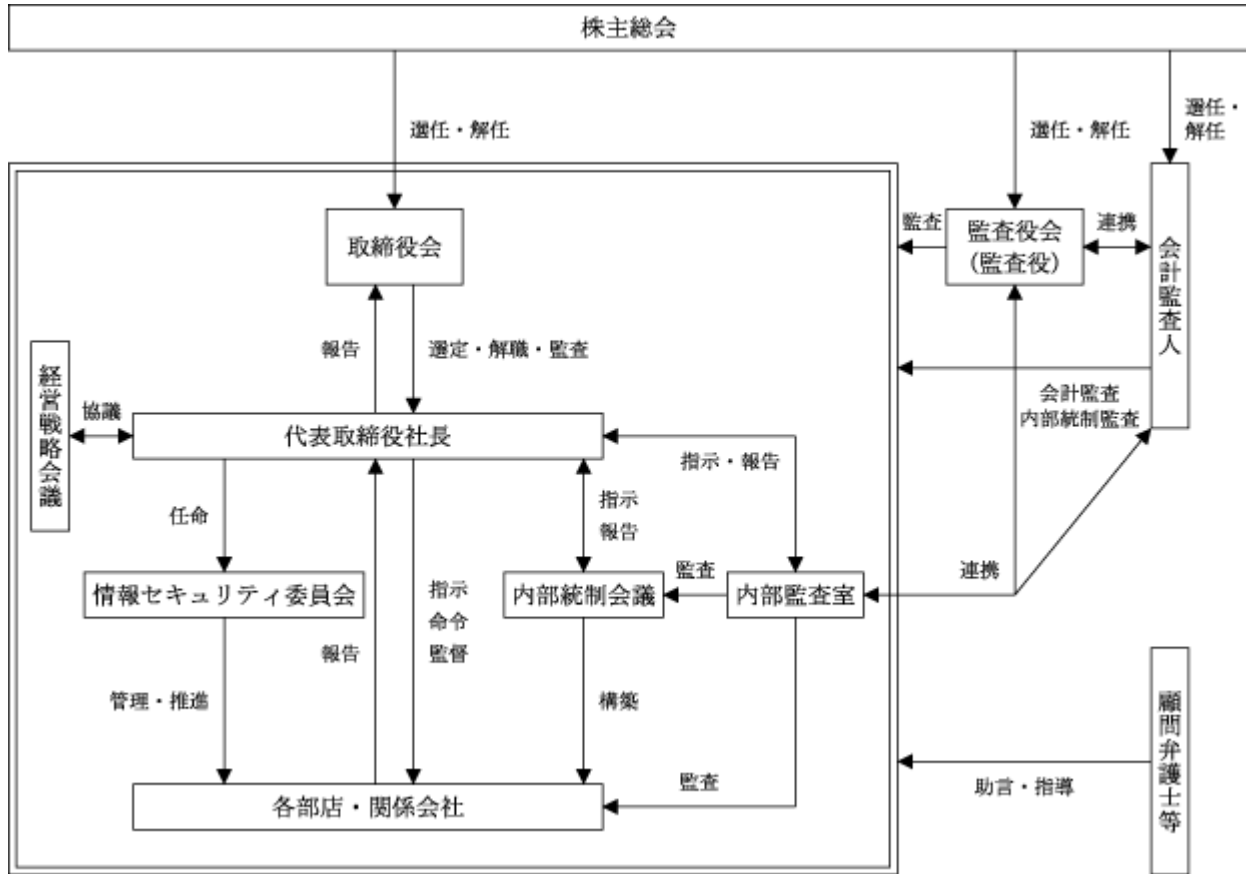 株主総会
選任・解任
選任・解任
選任・
解任
取締役会
監査
監査役会
(監査役)
連携
会計監査人
報告
選定・解職・監査
経営戦略会議
協議
代表取締役社長
会計監査
内部統制監査
指示・報告
任命
指示
報告
情報セキュリティ委員会
内部統制会議
監査
内部監査室
連携
報告
指示
命令
監督
管理・推進
構築
顧問弁護士等
各部店・関係会社
監査
助言・指導